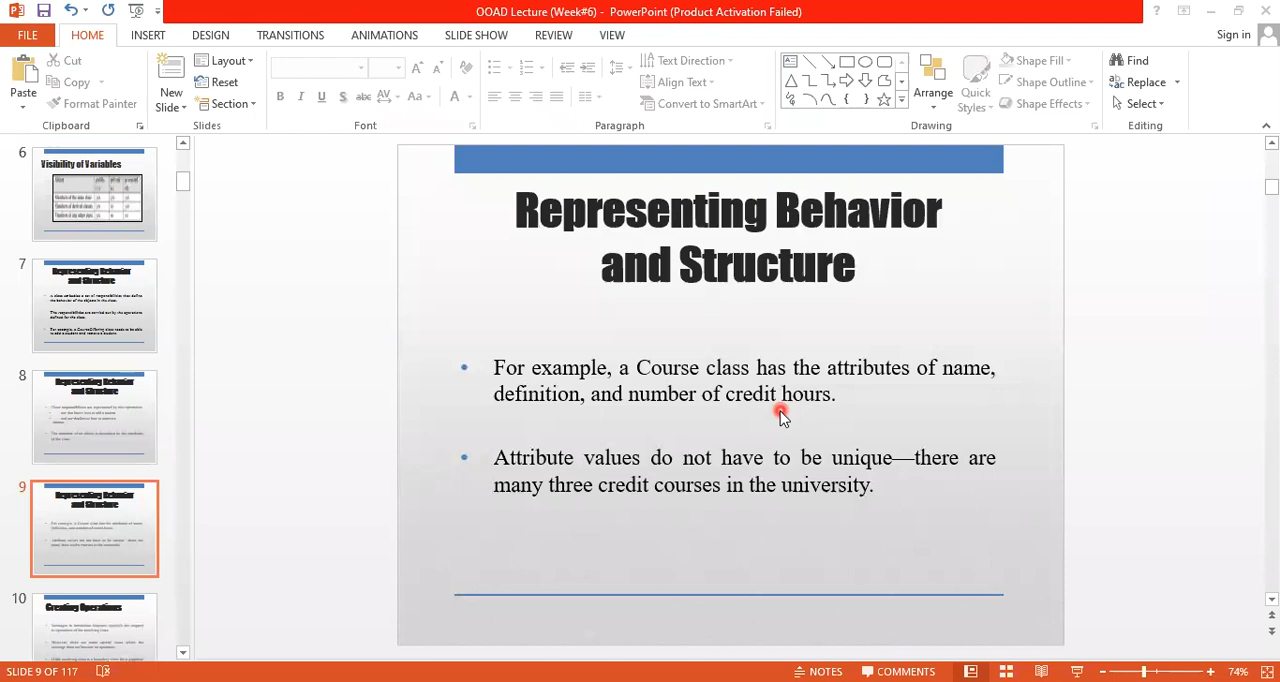 OOAD Lecture (Week#6) - PowerPoint (Product Activation Failed)
FILE HOME INSERT DESIGN TRANSITIONS ANIMATIONS SLIDE SHOW REVIEW VIEW Sign in
Paste
Cut
Copy
Format Painter
Clipboard
New Slide
Layout
Reset
Section
Slides
B I U S abc AV Aa A
Font
Text Direction
Align Text
Convert to SmartArt
Paragraph
Arrange
Quick Styles
Shape Fill
Shape Outline
Shape Effects
Drawing
Find
Replace
Select
Editing
6
Visibility of Variables
7
Representing Behavior
and Structure
8
Representing Behavior
and Structure
9
Representing Behavior
and Structure
10
Creating Operations
Representing Behavior
and Structure
• For example, a Course class has the attributes of name,
definition, and number of credit hours.
• Attribute values do not have to be unique—there are
many three credit courses in the university.
SLIDE 9 OF 117 NOTES COMMENTS 74%